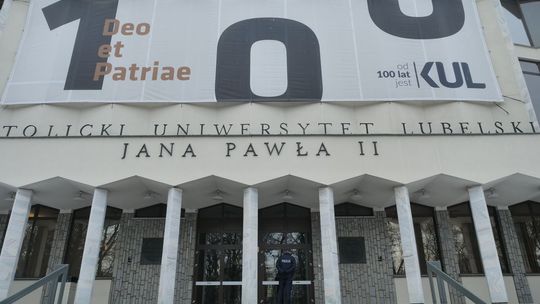 100
Deo
et
Patriae
od
100 lat
jest
KUL
TOLICKI UNIWERSYTET LUBELSKI
JANA PAWŁA II